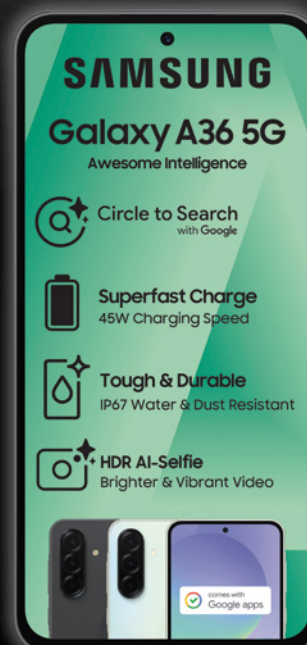 SAMSUNG
Galaxy A36 5G
Awesome Intelligence
Circle to Search
with Google
Superfast Charge
45W Charging Speed
Tough & Durable
IP67 Water & Dust Resistant
HDR AI-Selfie
Brighter & Vibrant Video
comes with
Google apps